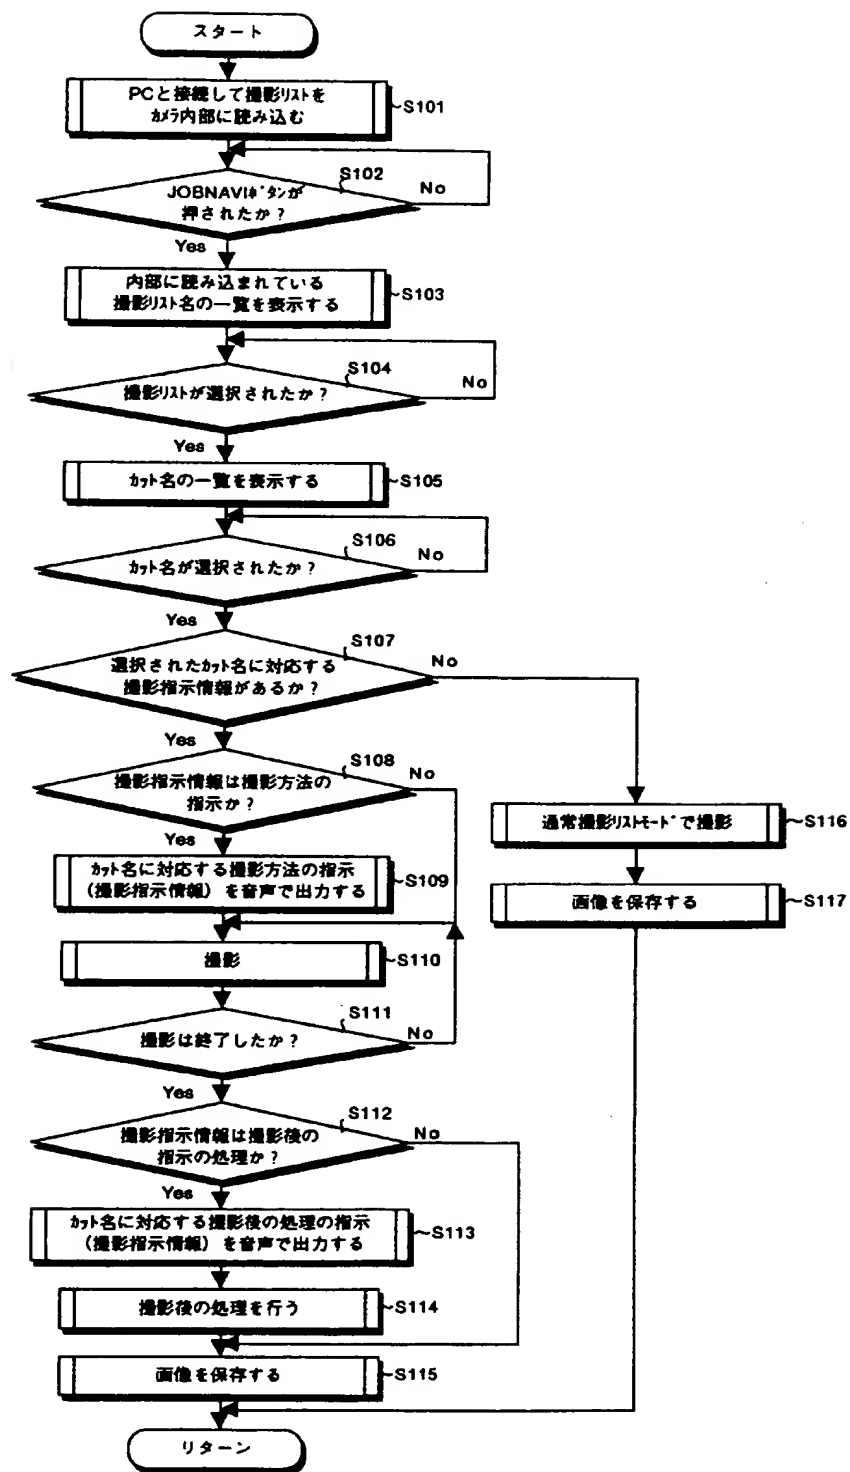 スタート
PCと接続して撮影ﾘｽﾄを
ｶﾒﾗ内部に読み込む
S101
S102
No
JOBNAVIﾎﾞﾀﾝが
押されたか？
Yes
内部に読み込まれている
撮影ﾘｽﾄ名の一覧を表示する
S103
S104
No
撮影ﾘｽﾄが選択されたか？
Yes
ｶｯﾄ名の一覧を表示する
S105
S106
No
ｶｯﾄ名が選択されたか？
Yes
S107
No
選択されたｶｯﾄ名に対応する
撮影指示情報があるか？
Yes
S108
No
撮影指示情報は撮影方法の
指示か？
Yes
通常撮影ﾘｽﾄﾓｰﾄﾞで撮影
S116
ｶｯﾄ名に対応する撮影方法の指示
（撮影指示情報）を音声で出力する
S109
画像を保存する
S117
撮影
S110
S111
No
撮影は終了したか？
Yes
S112
No
撮影指示情報は撮影後の
指示の処理か？
Yes
ｶｯﾄ名に対応する撮影後の処理の指示
（撮影指示情報）を音声で出力する
S113
撮影後の処理を行う
S114
画像を保存する
S115
リターン